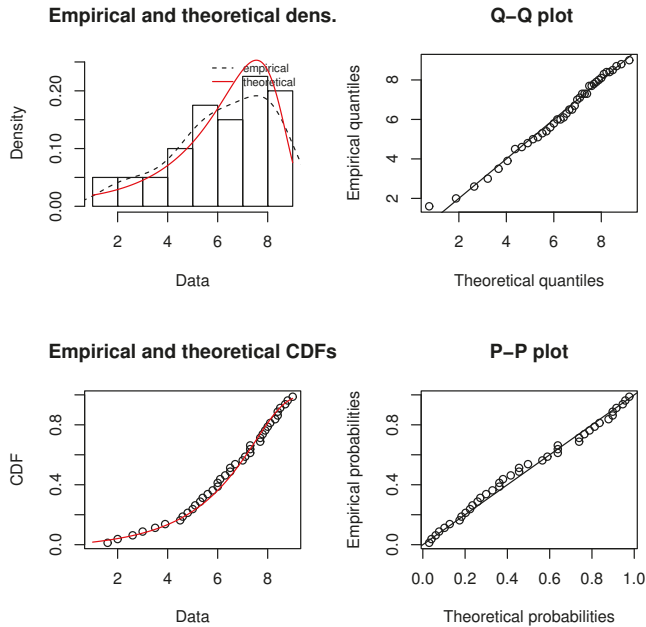 Empirical and theoretical dens.
empirical
theoretical
Density
0.00 0.10 0.20
2 4 6 8
Data
Q−Q plot
Empirical quantiles
2 4 6 8
2 4 6 8
Theoretical quantiles
Empirical and theoretical CDFs
CDF
0.0 0.4 0.8
2 4 6 8
Data
P−P plot
Empirical probabilities
0.0 0.4 0.8
0.0 0.2 0.4 0.6 0.8 1.0
Theoretical probabilities